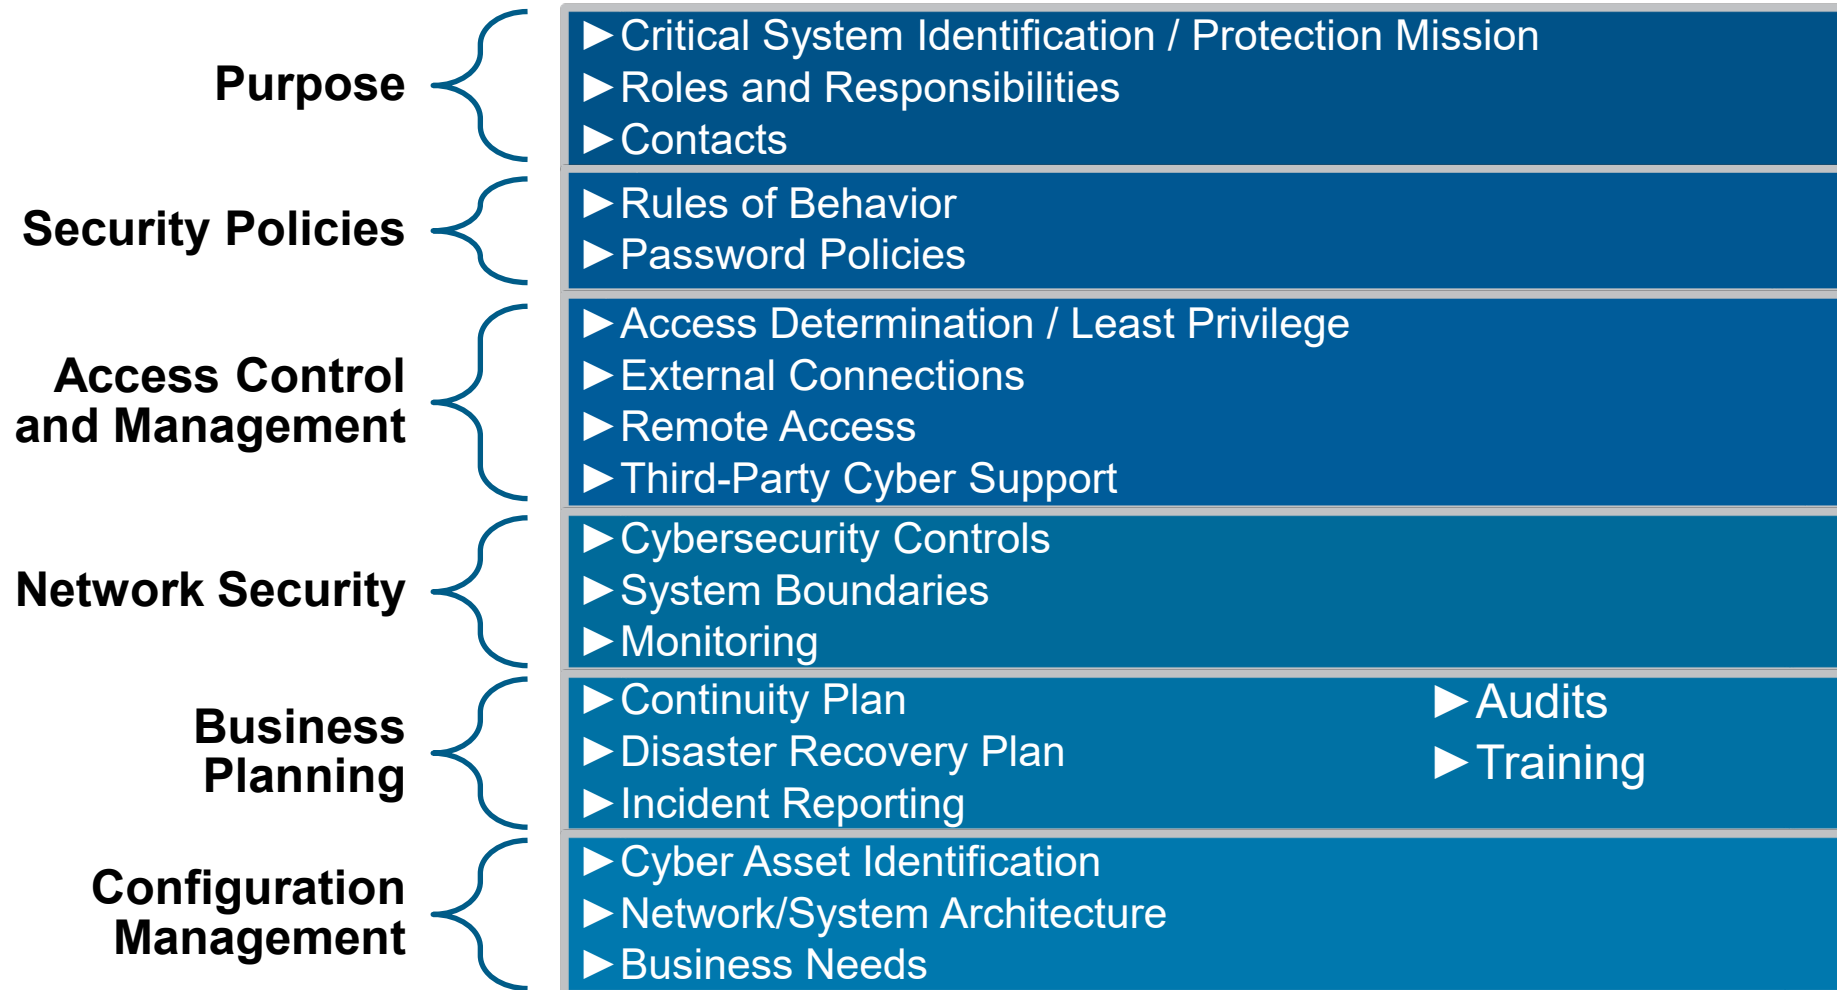 Purpose
►Critical System Identification / Protection Mission
►Roles and Responsibilities
►Contacts
Security Policies
►Rules of Behavior
►Password Policies
Access Control
and Management
►Access Determination / Least Privilege
►External Connections
►Remote Access
►Third-Party Cyber Support
Network Security
►Cybersecurity Controls
►System Boundaries
►Monitoring
Business
Planning
►Continuity Plan
►Disaster Recovery Plan
►Incident Reporting
►Audits
►Training
Configuration
Management
►Cyber Asset Identification
►Network/System Architecture
►Business Needs